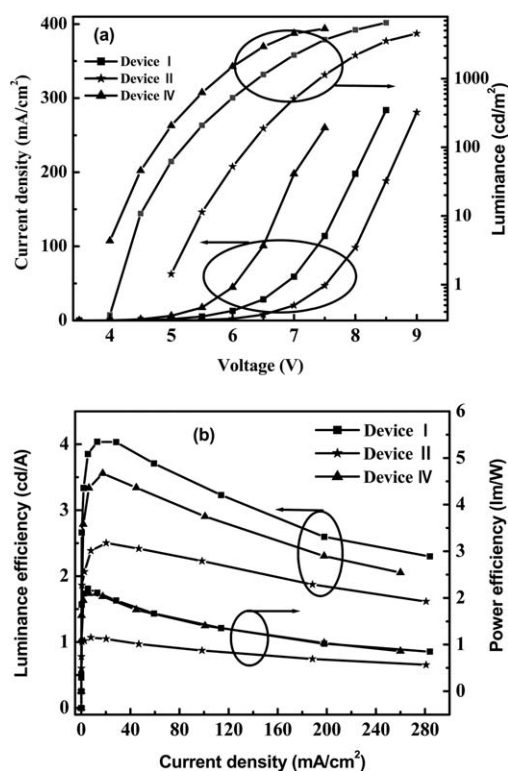 (a)
Device I
Device II
Device IV
Current density (mA/cm²)
400
300
200
100
0
Luminance (cd/m²)
1000
100
10
1
4 5 6 7 8 9
Voltage (V)
(b)
Device I
Device II
Device IV
Luminance efficiency (cd/A)
4
3
2
1
0
Power efficiency (lm/W)
6
5
4
3
2
1
0
0 40 80 120 160 200 240 280
Current density (mA/cm²)